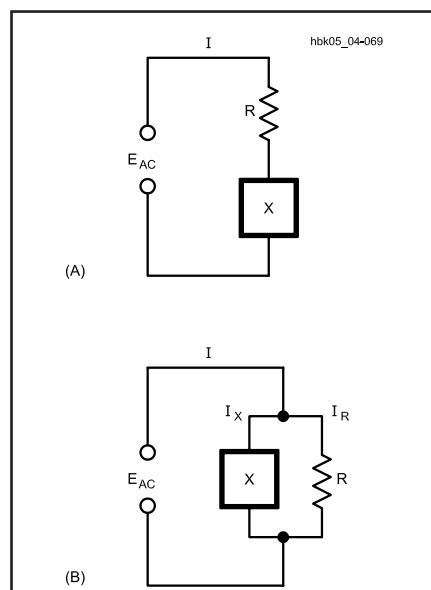 I
hbk05_04-069
R
E AC
X
(A)
I
I X
I R
E AC
X
R
(B)